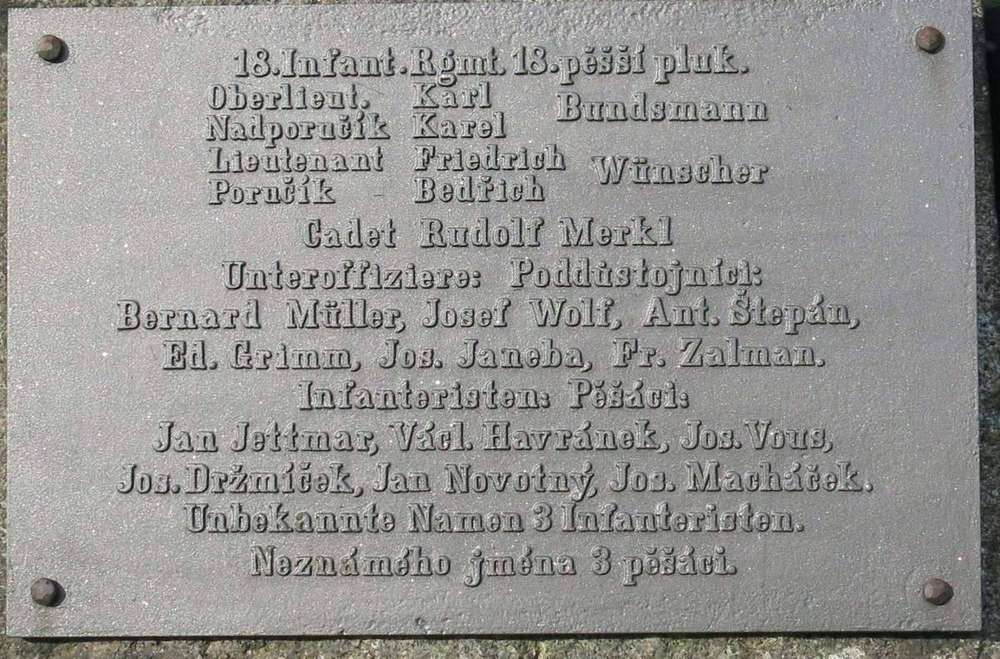 18.Infant.Rgmt. 18.pěšší pluk.
Oberlieut. Karl Bundsmann
Nadporučík Karel
Lieutenant Friedrich Wünscher
Poručík - Bedřich
Cadet Rudolf Merkl
Unteroffiziere: Poddůstojníci:
Bernard Müller, Josef Wolf, Ant. Štepán,
Ed. Grimm, Jos. Janeba, Fr. Zalman.
Infanteristen: Pěšáci:
Jan Jettmar, Václ. Havránek, Jos. Vous,
Jos. Držmíček, Jan Novotný, Jos. Macháček.
Unbekannte Namen 3 Infanteristen.
Neznámého jména 3 pěšáci.